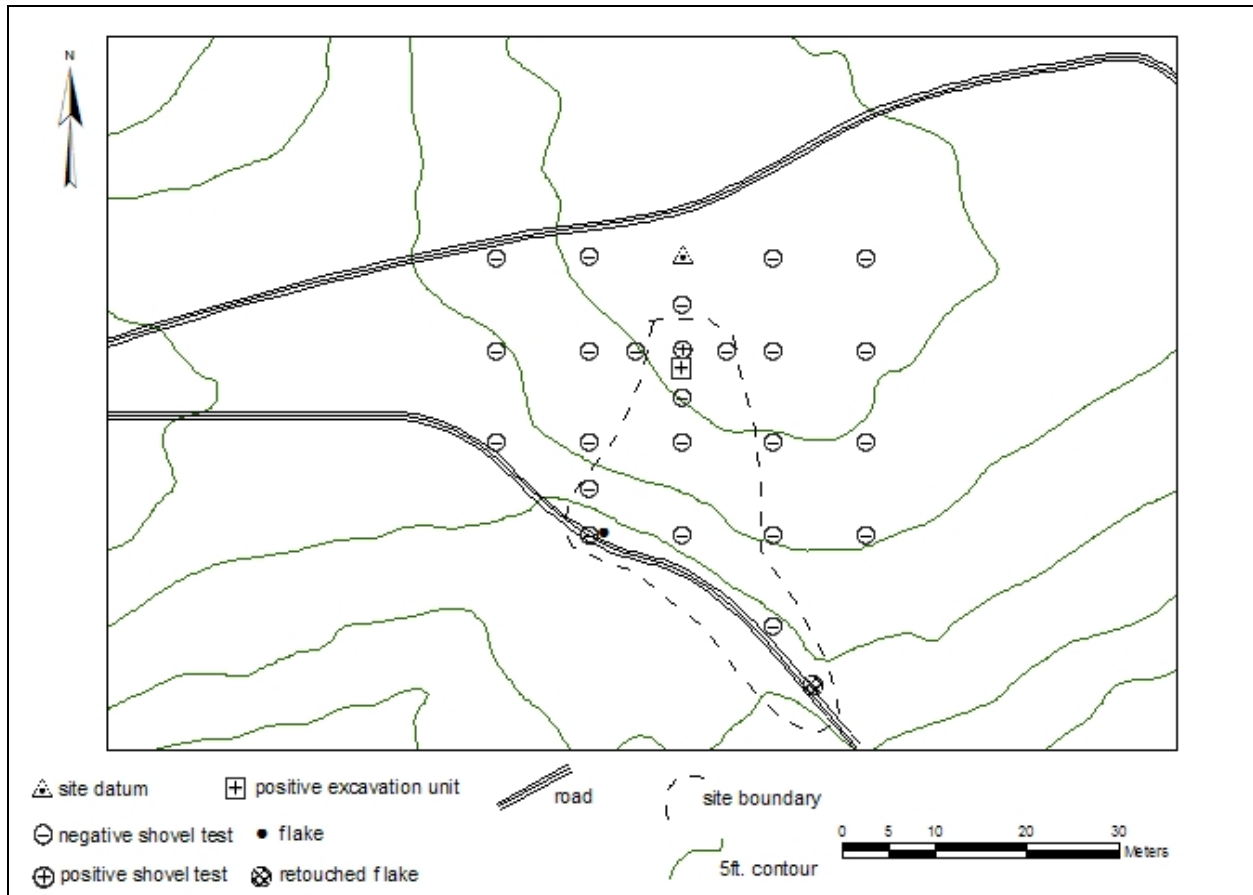 N
site datum
positive excavation unit
road
site boundary
negative shovel test
flake
positive shovel test
retouched flake
5ft. contour
0 5 10 20 30
Meters